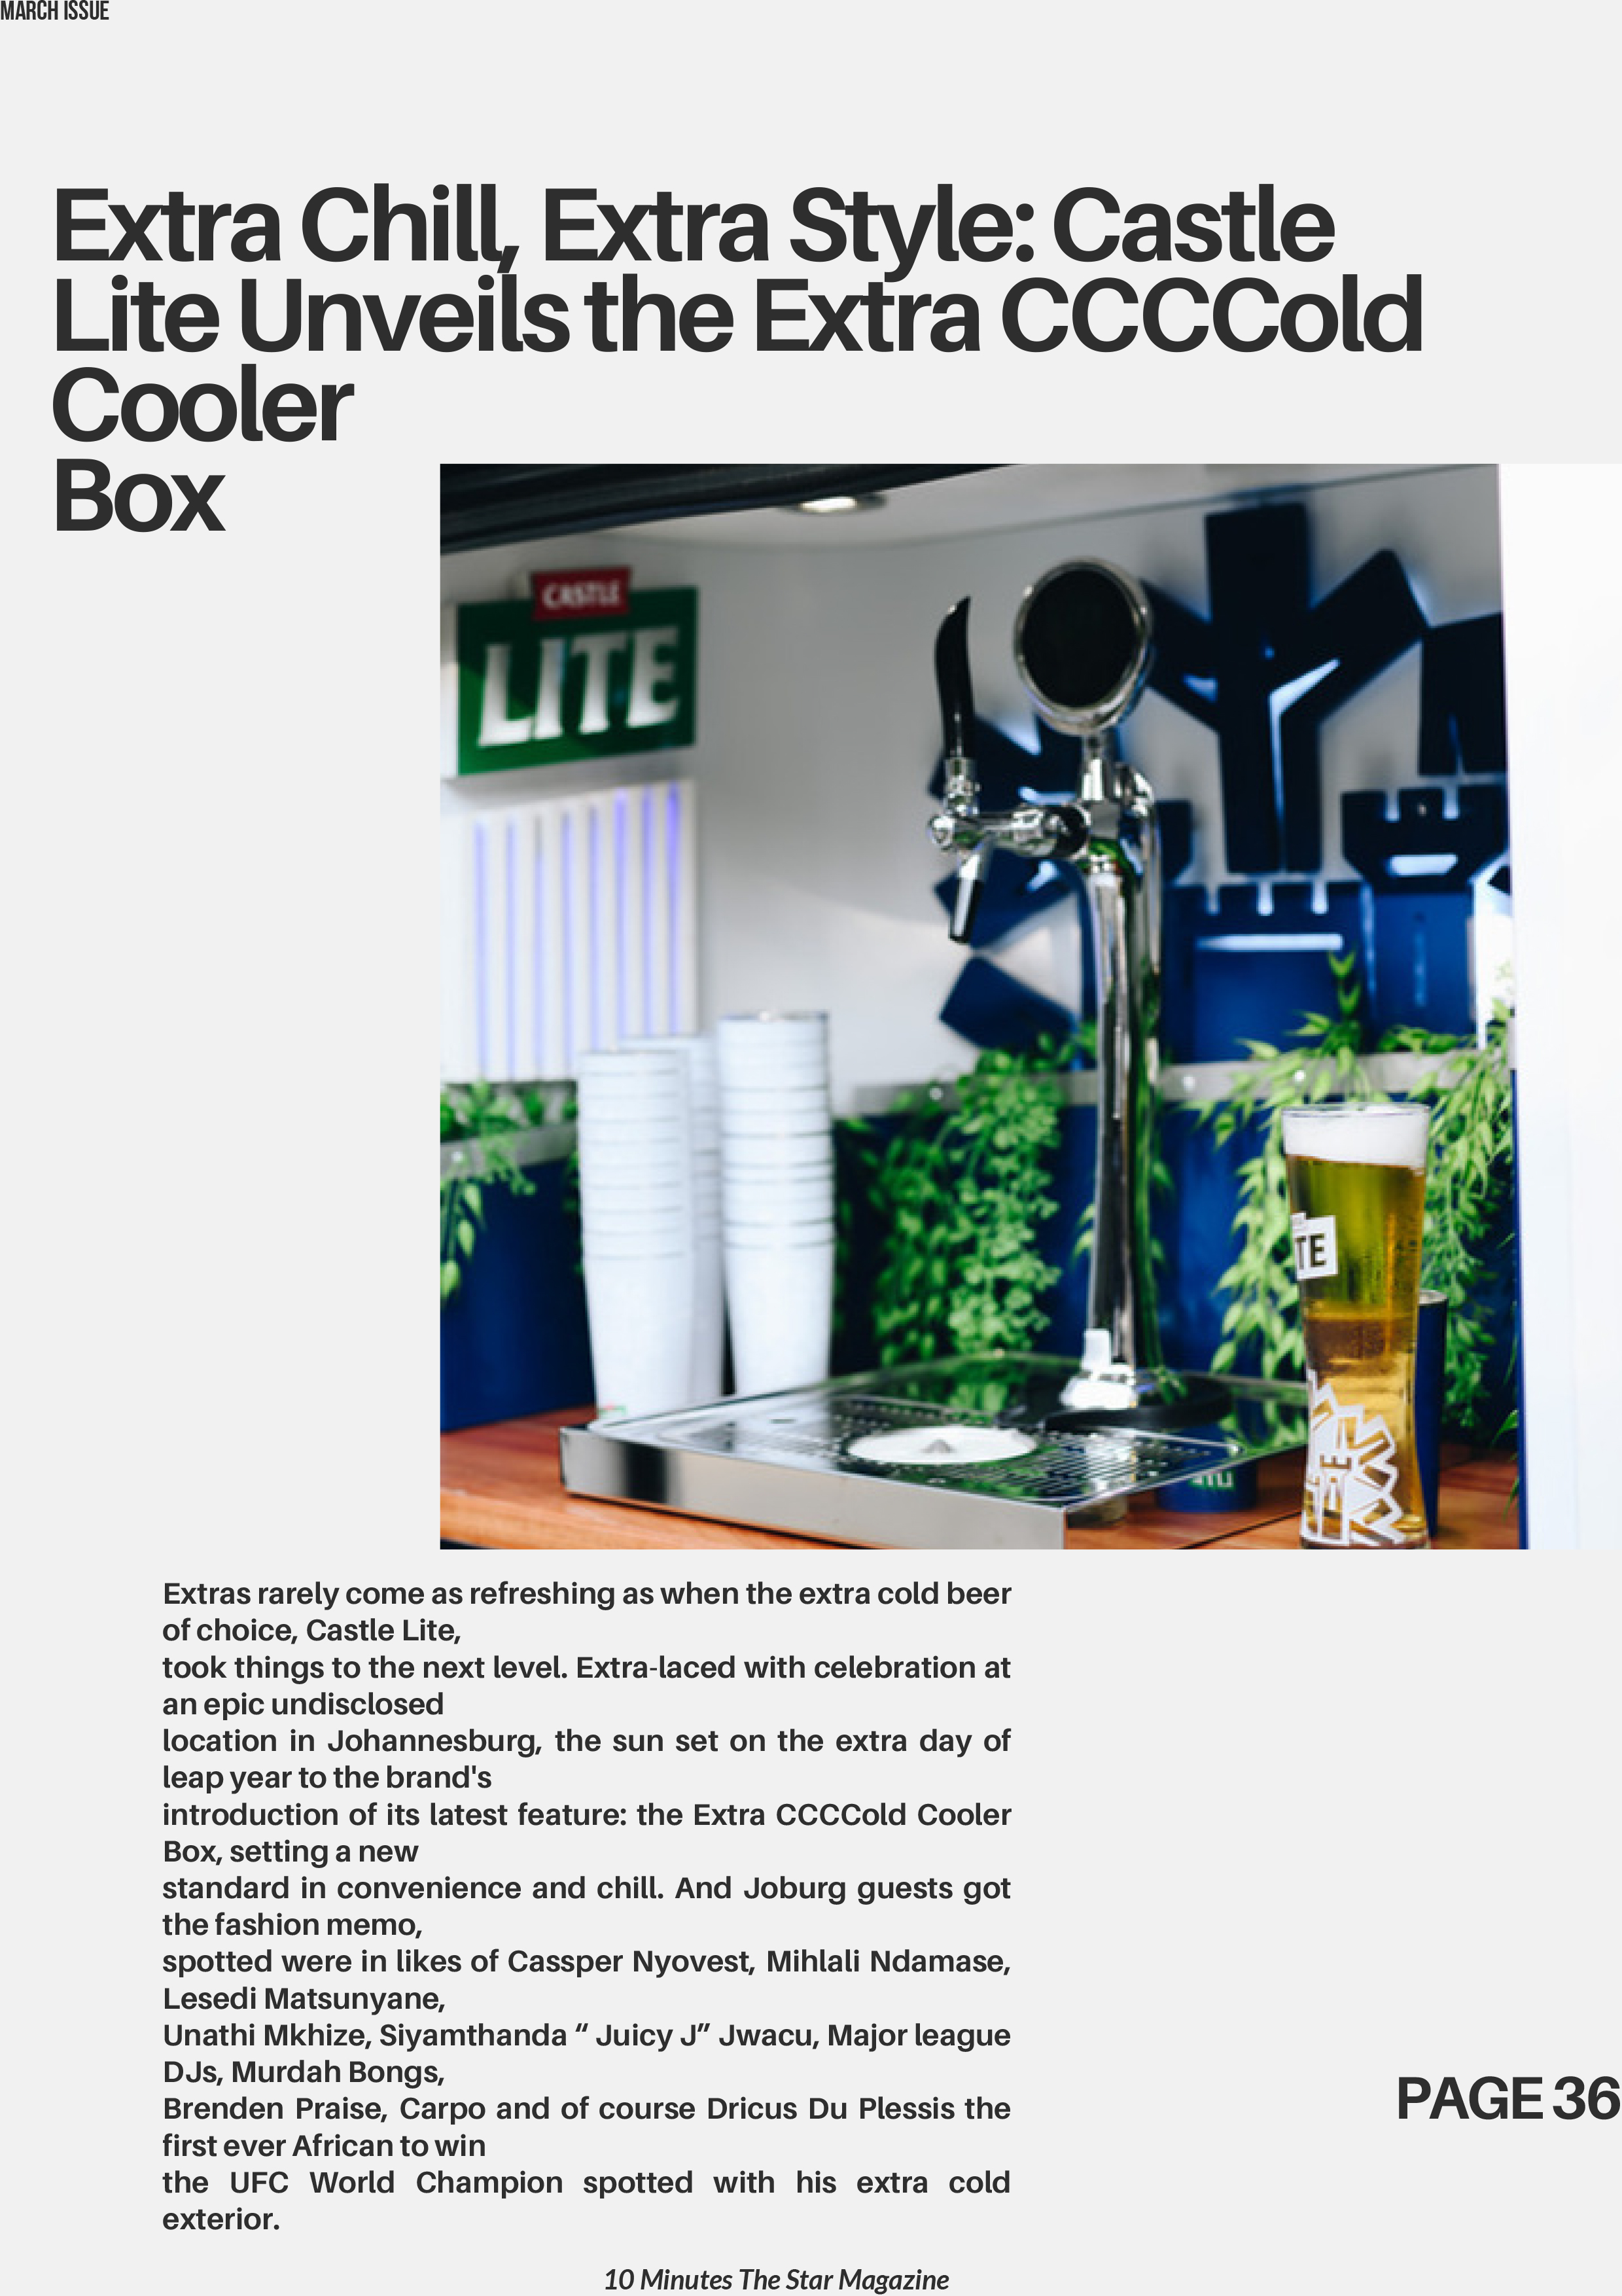 MARCH ISSUE
Extra Chill, Extra Style: Castle
Lite Unveils the Extra CCCCold
Cooler
Box
CASTLE
LITE
TE
Extras rarely come as refreshing as when the extra cold beer
of choice, Castle Lite,
took things to the next level. Extra-laced with celebration at
an epic undisclosed
location in Johannesburg, the sun set on the extra day of
leap year to the brand's
introduction of its latest feature: the Extra CCCCold Cooler
Box, setting a new
standard in convenience and chill. And Joburg guests got
the fashion memo,
spotted were in likes of Cassper Nyovest, Mihlali Ndamase,
Lesedi Matsunyane,
Unathi Mkhize, Siyamthanda “ Juicy J” Jwacu, Major league
DJs, Murdah Bongs,
Brenden Praise, Carpo and of course Dricus Du Plessis the
first ever African to win
the UFC World Champion spotted with his extra cold
exterior.
PAGE 36
10 Minutes The Star Magazine